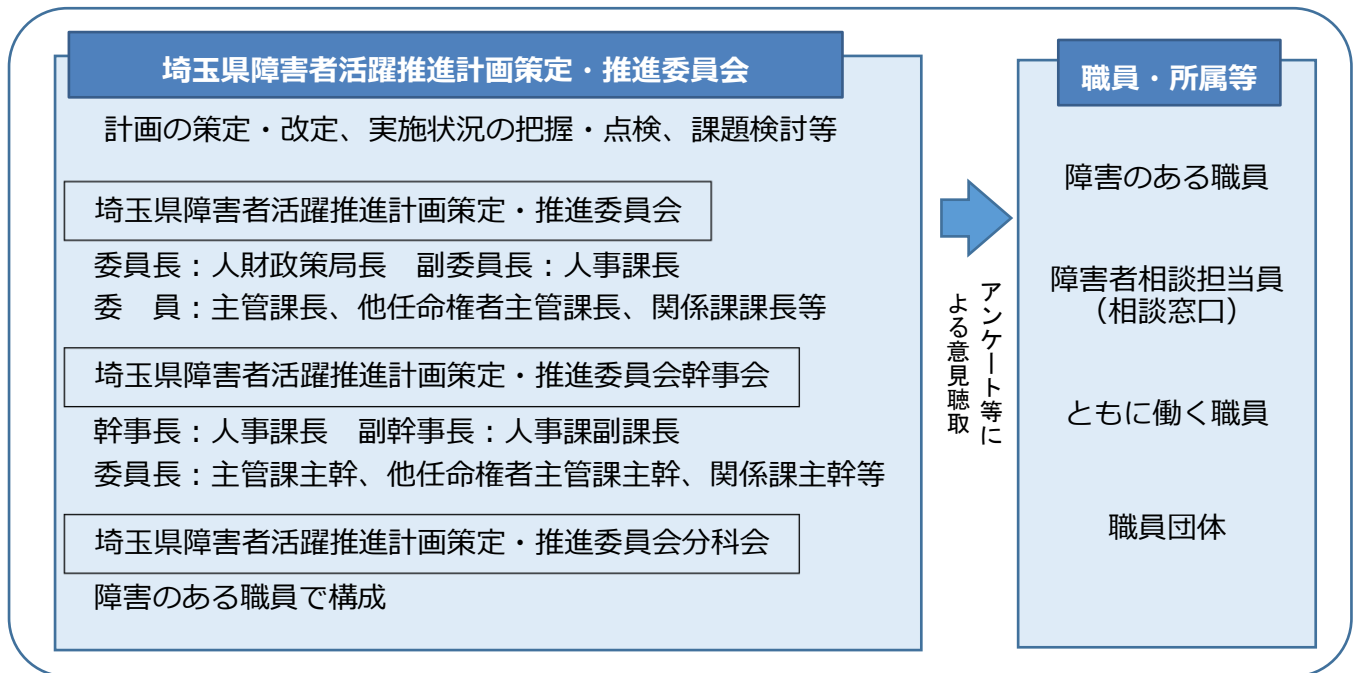 埼玉県障害者活躍推進計画策定・推進委員会
計画の策定・改定、実施状況の把握・点検、課題検討等
埼玉県障害者活躍推進計画策定・推進委員会
委員長：人財政策局長　副委員長：人事課長
委　員：主管課長、他任命権者主管課長、関係課課長等
埼玉県障害者活躍推進計画策定・推進委員会幹事会
幹事長：人事課長　副幹事長：人事課副課長
委員長：主管課主幹、他任命権者主管課主幹、関係課主幹等
埼玉県障害者活躍推進計画策定・推進委員会分科会
障害のある職員で構成
アンケート等に
よる意見聴取
職員・所属等
障害のある職員
障害者相談担当員
（相談窓口）
ともに働く職員
職員団体